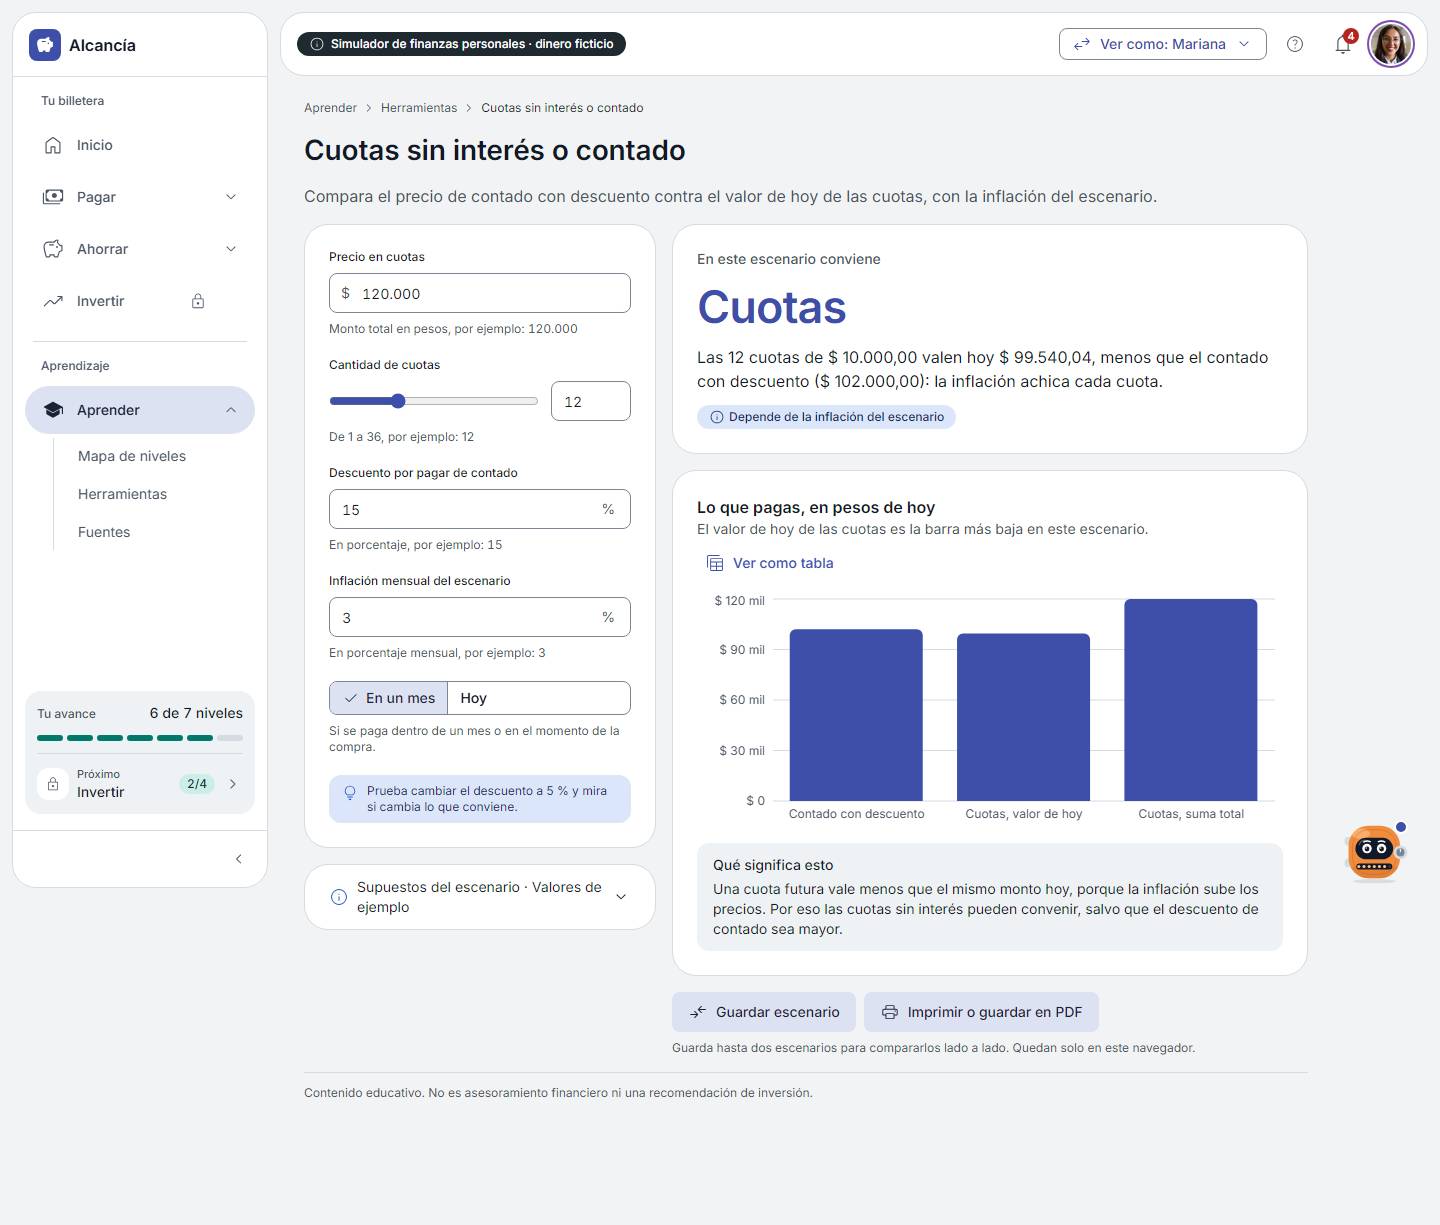 Alcancía
Simulador de finanzas personales · dinero ficticio
Ver como: Mariana
4
Tu billetera
Inicio
Pagar
Ahorrar
Invertir
Aprendizaje
Aprender
Mapa de niveles
Herramientas
Fuentes
Tu avance
6 de 7 niveles
Próximo
Invertir
2/4
Aprender > Herramientas > Cuotas sin interés o contado
Cuotas sin interés o contado
Compara el precio de contado con descuento contra el valor de hoy de las cuotas, con la inflación del escenario.
Precio en cuotas
$ 120.000
Monto total en pesos, por ejemplo: 120.000
Cantidad de cuotas
12
De 1 a 36, por ejemplo: 12
Descuento por pagar de contado
15 %
En porcentaje, por ejemplo: 15
Inflación mensual del escenario
3 %
En porcentaje mensual, por ejemplo: 3
En un mes
Hoy
Si se paga dentro de un mes o en el momento de la
compra.
Prueba cambiar el descuento a 5 % y mira
si cambia lo que conviene.
Supuestos del escenario · Valores de
ejemplo
En este escenario conviene
Cuotas
Las 12 cuotas de $ 10.000,00 valen hoy $ 99.540,04, menos que el contado
con descuento ($ 102.000,00): la inflación achica cada cuota.
Depende de la inflación del escenario
Lo que pagas, en pesos de hoy
El valor de hoy de las cuotas es la barra más baja en este escenario.
Ver como tabla
$ 120 mil
$ 90 mil
$ 60 mil
$ 30 mil
$ 0
Contado con descuento
Cuotas, valor de hoy
Cuotas, suma total
Qué significa esto
Una cuota futura vale menos que el mismo monto hoy, porque la inflación sube los
precios. Por eso las cuotas sin interés pueden convenir, salvo que el descuento de
contado sea mayor.
Guardar escenario
Imprimir o guardar en PDF
Guarda hasta dos escenarios para compararlos lado a lado. Quedan solo en este navegador.
Contenido educativo. No es asesoramiento financiero ni una recomendación de inversión.